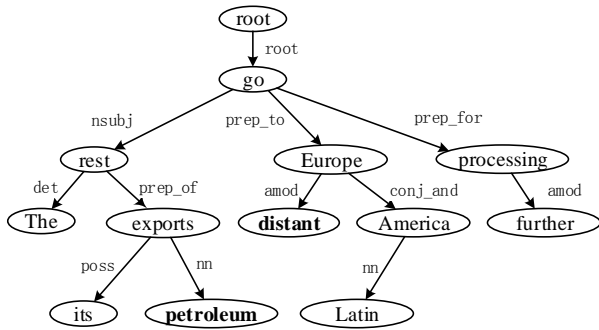 root
root
go
nsubj prep_to prep_for
rest Europe processing
det prep_of amod conj_and amod
The exports distant America further
poss nn nn
its petroleum Latin